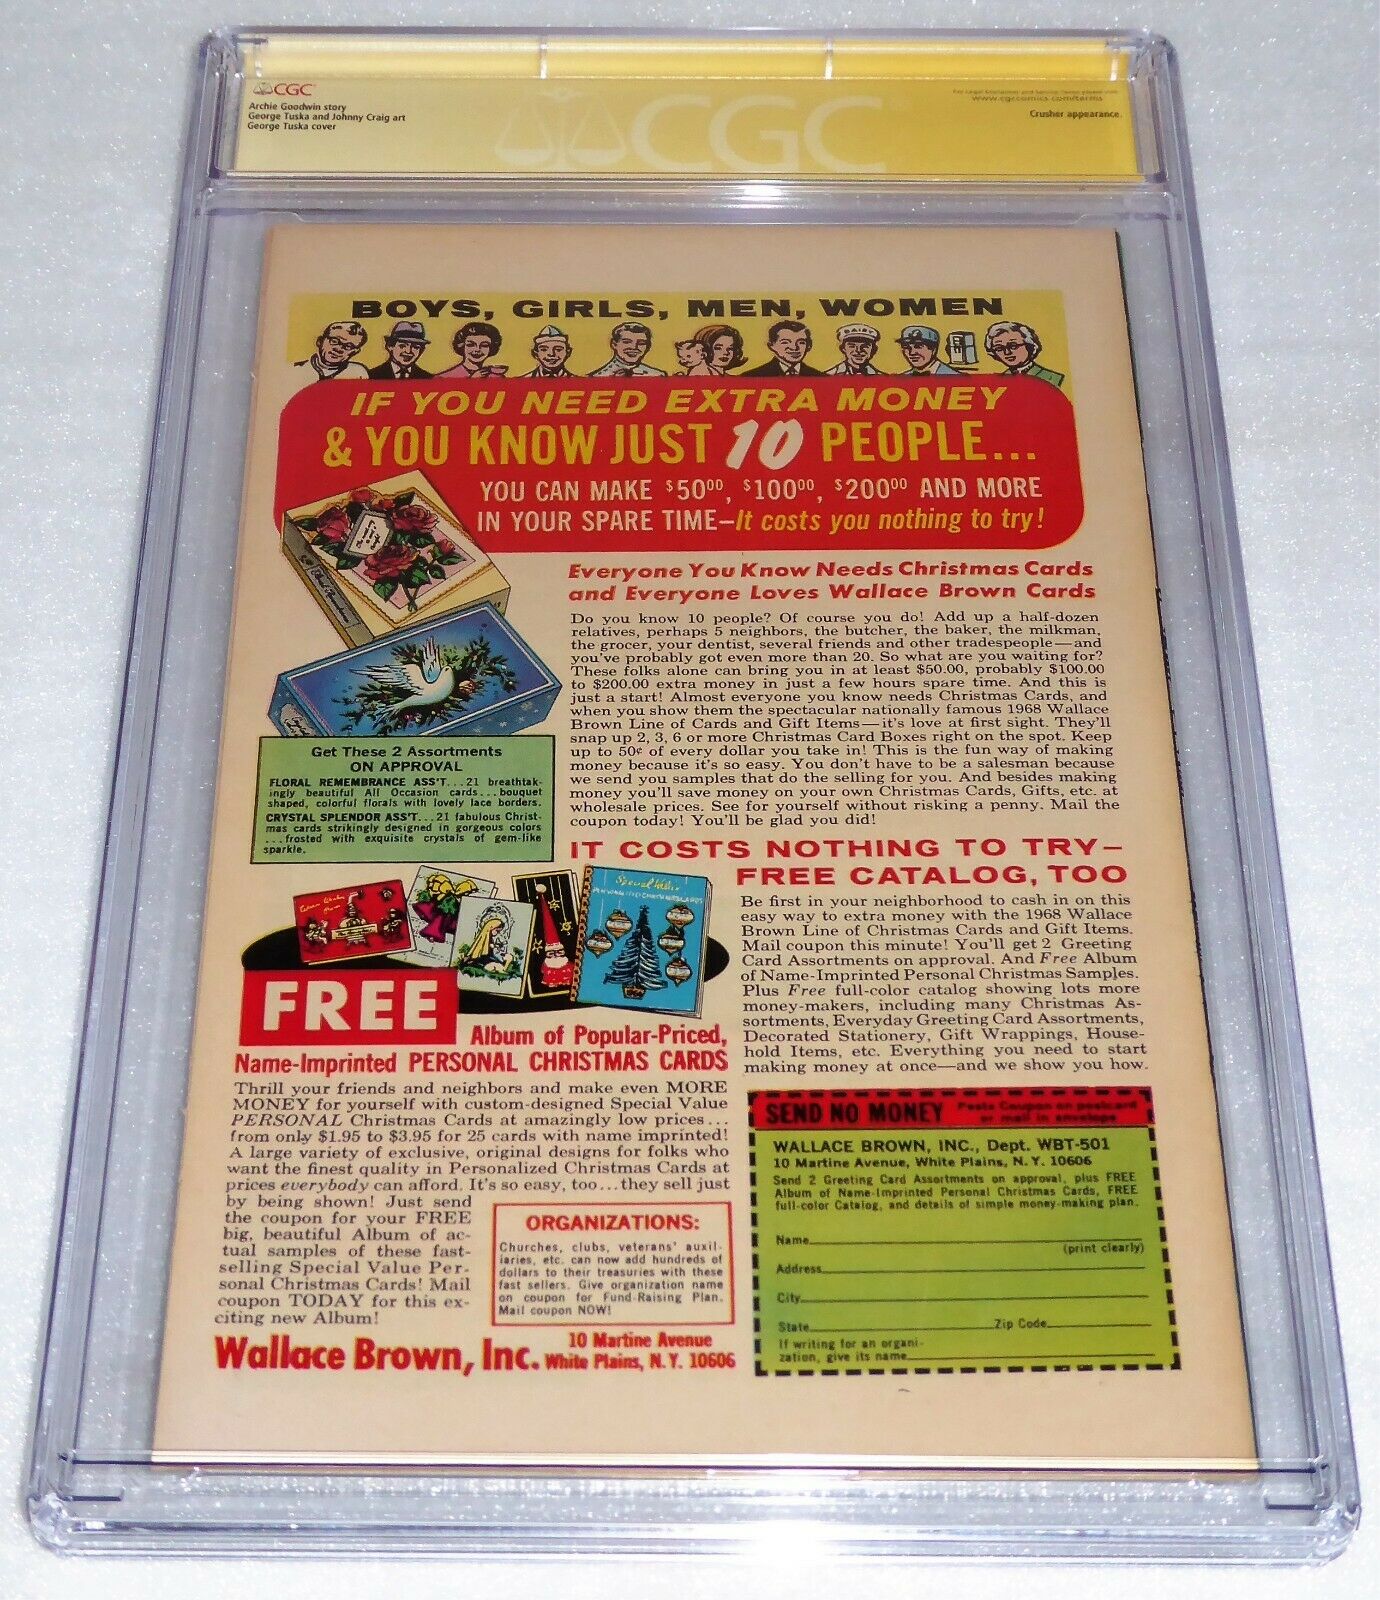 CGC
Archie Goodwin story
George Tuska and Johnny Craig art
George Tuska cover
www.cgccomics.com/terms
Crusher appearance.
CGC
BOYS, GIRLS, MEN, WOMEN
DAIRY
IF YOU NEED EXTRA MONEY
& YOU KNOW JUST 10 PEOPLE...
YOU CAN MAKE $50⁰⁰, $100⁰⁰, $200⁰⁰ AND MORE
IN YOUR SPARE TIME—It costs you nothing to try!
Everyone You Know Needs Christmas Cards
and Everyone Loves Wallace Brown Cards
Do you know 10 people? Of course you do! Add up a half-dozen
relatives, perhaps 5 neighbors, the butcher, the baker, the milkman,
the grocer, your dentist, several friends and other tradespeople—and
you've probably got even more than 20. So what are you waiting for?
These folks alone can bring you in at least $50.00, probably $100.00
to $200.00 extra money in just a few hours spare time. And this is
just a start! Almost everyone you know needs Christmas Cards, and
when you show them the spectacular nationally famous 1968 Wallace
Brown Line of Cards and Gift Items—it's love at first sight. They'll
snap up 2, 3, 6 or more Christmas Card Boxes right on the spot. Keep
up to 50¢ of every dollar you take in! This is the fun way of making
money because it's so easy. You don't have to be a salesman because
we send you samples that do the selling for you. And besides making
money you'll save money on your own Christmas Cards, Gifts, etc. at
wholesale prices. See for yourself without risking a penny. Mail the
coupon today! You'll be glad you did!
Get These 2 Assortments
ON APPROVAL
FLORAL REMEMBRANCE ASS'T...21 breathtak-
ingly beautiful All Occasion cards...bouquet
shaped, colorful florals with lovely lace borders.
CRYSTAL SPLENDOR ASS'T...21 fabulous Christ-
mas cards strikingly designed in gorgeous colors
...frosted with exquisite crystals of gem-like
sparkle.
IT COSTS NOTHING TO TRY—
FREE CATALOG, TOO
Be first in your neighborhood to cash in on this
easy way to extra money with the 1968 Wallace
Brown Line of Christmas Cards and Gift Items.
Mail coupon this minute! You'll get 2 Greeting
Card Assortments on approval. And Free Album
of Name-Imprinted Personal Christmas Samples.
Plus Free full-color catalog showing lots more
money-makers, including many Christmas As-
sortments, Everyday Greeting Card Assortments,
Decorated Stationery, Gift Wrappings, House-
hold Items, etc. Everything you need to start
making money at once—and we show you how.
Special Value
PERSONALIZED CHRISTMAS CARDS
FREE
Album of Popular-Priced,
Name-Imprinted PERSONAL CHRISTMAS CARDS
Thrill your friends and neighbors and make even MORE
MONEY for yourself with custom-designed Special Value
PERSONAL Christmas Cards at amazingly low prices...
from only $1.95 to $3.95 for 25 cards with name imprinted!
A large variety of exclusive, original designs for folks who
want the finest quality in Personalized Christmas Cards at
prices everybody can afford. It's so easy, too...they sell just
by being shown! Just send
the coupon for your FREE
big, beautiful Album of ac-
tual samples of these fast-
selling Special Value Per-
sonal Christmas Cards! Mail
coupon TODAY for this ex-
citing new Album!
ORGANIZATIONS:
Churches, clubs, veterans' auxil-
iaries, etc. can now add hundreds of
dollars to their treasuries with these
fast sellers. Give organization name
on coupon for Fund-Raising Plan.
Mail coupon NOW!
Wallace Brown, Inc.
10 Martine Avenue
White Plains, N.Y. 10606
SEND NO MONEY
Paste Coupon on postcard
or mail in envelope
WALLACE BROWN, INC., Dept. WBT-501
10 Martine Avenue, White Plains, N. Y. 10606
Send 2 Greeting Card Assortments on approval, plus FREE
Album of Name-Imprinted Personal Christmas Cards, FREE
full-color Catalog, and details of simple money-making plan.
Name
(print clearly)
Address
City
State Zip Code
If writing for an organi-
zation, give its name